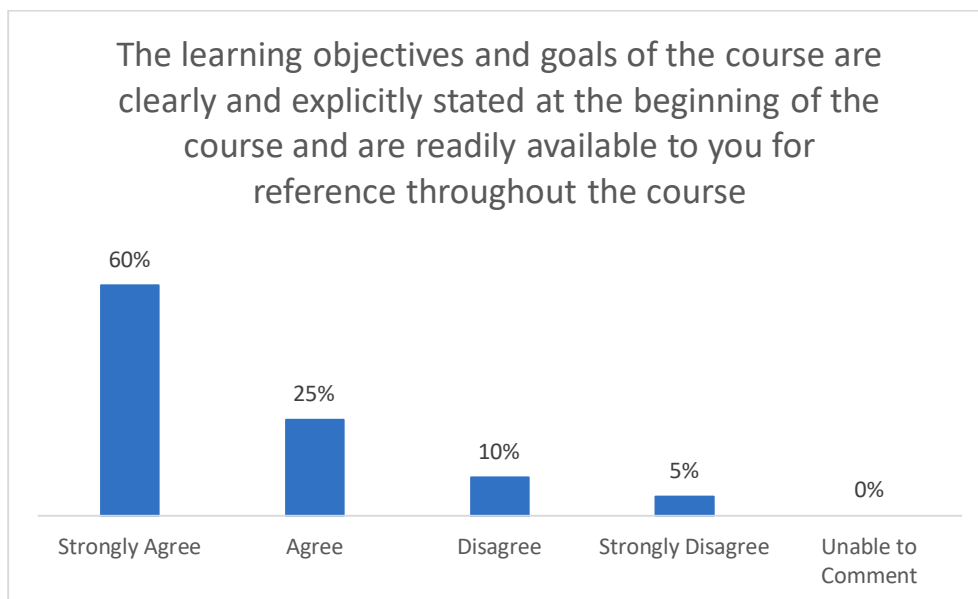 The learning objectives and goals of the course are
clearly and explicitly stated at the beginning of the
course and are readily available to you for
reference throughout the course
60%
25%
10%
5%
0%
Strongly Agree
Agree
Disagree
Strongly Disagree
Unable to
Comment